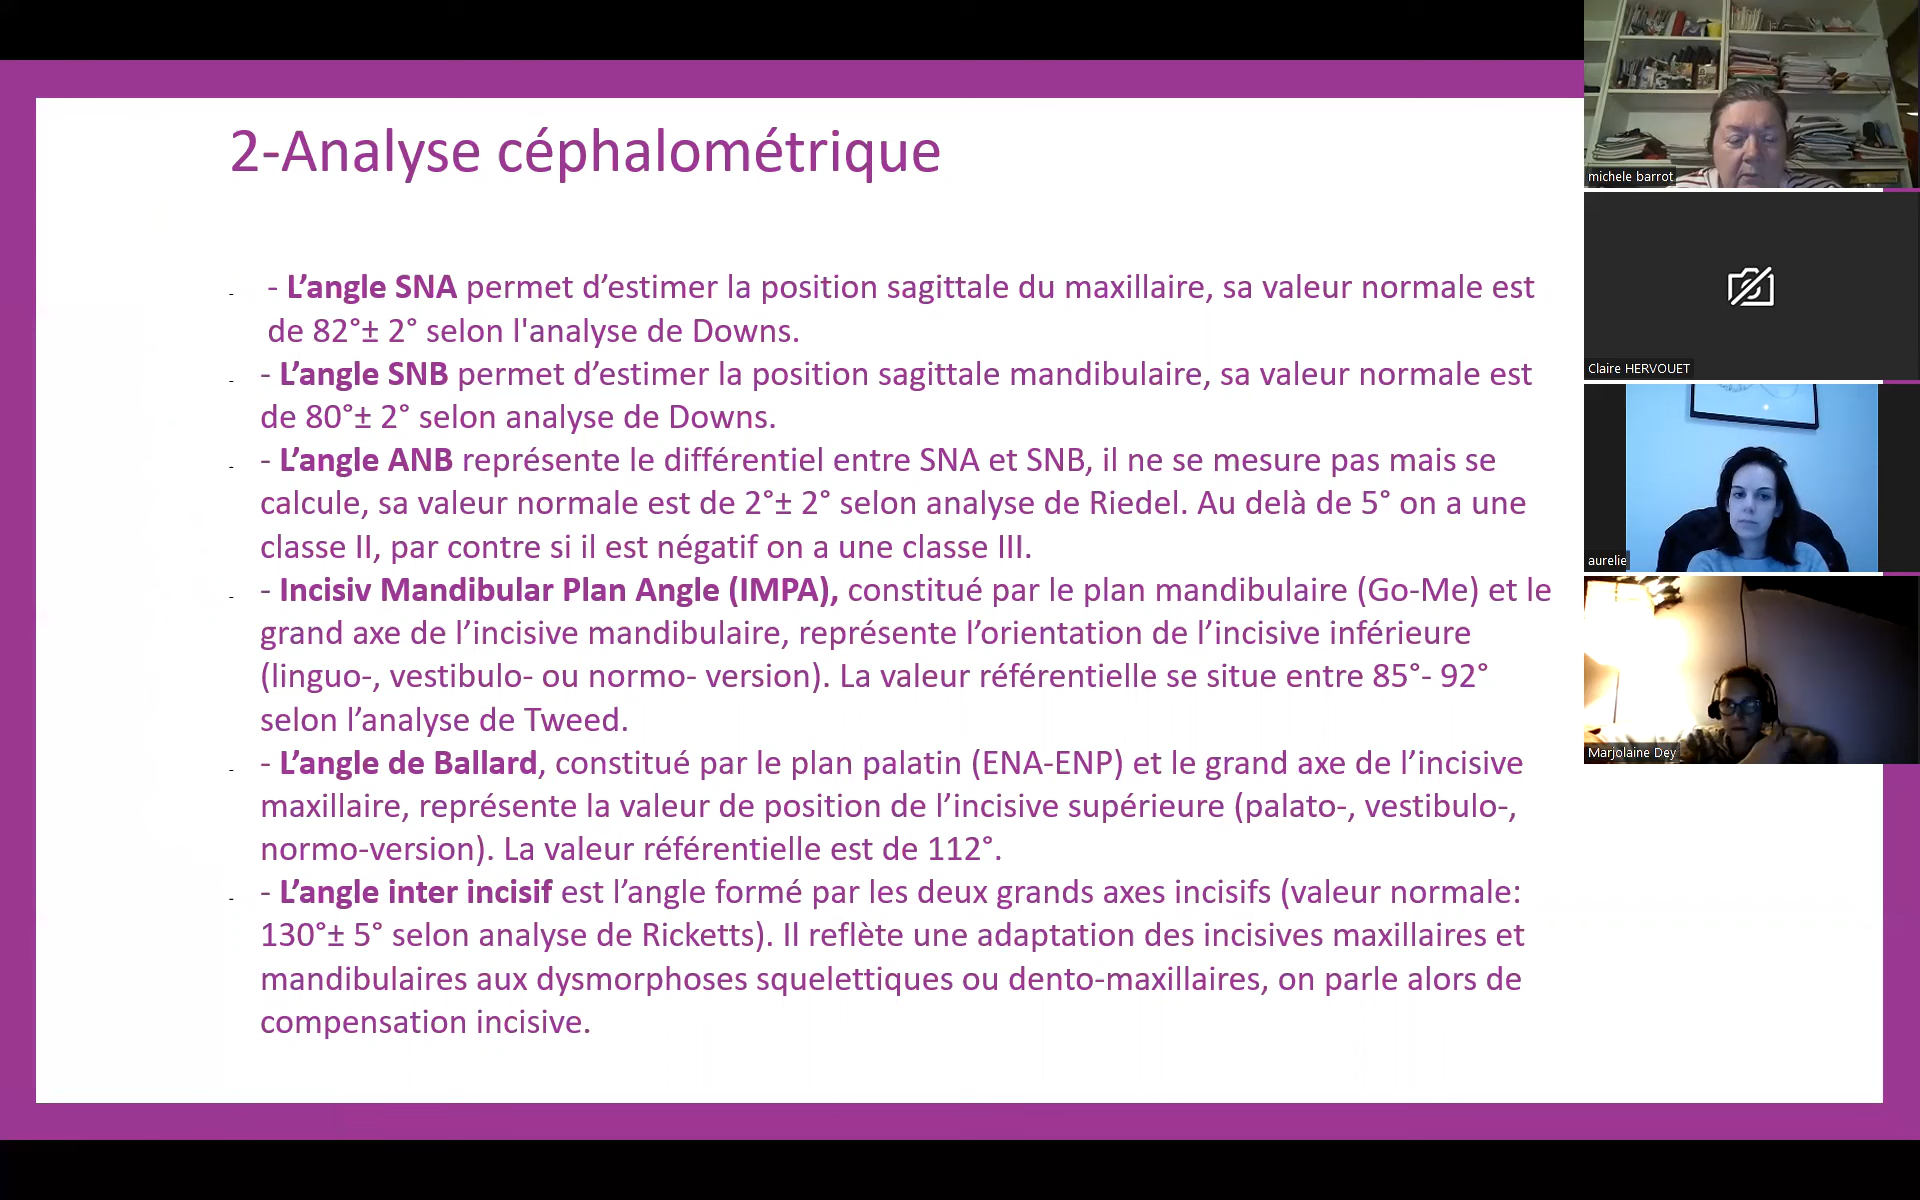 2-Analyse céphalométrique
- - L’angle SNA permet d’estimer la position sagittale du maxillaire, sa valeur normale est
de 82°± 2° selon l'analyse de Downs.
- - L’angle SNB permet d’estimer la position sagittale mandibulaire, sa valeur normale est
de 80°± 2° selon analyse de Downs.
- - L’angle ANB représente le différentiel entre SNA et SNB, il ne se mesure pas mais se
calcule, sa valeur normale est de 2°± 2° selon analyse de Riedel. Au delà de 5° on a une
classe II, par contre si il est négatif on a une classe III.
- - Incisiv Mandibular Plan Angle (IMPA), constitué par le plan mandibulaire (Go-Me) et le
grand axe de l’incisive mandibulaire, représente l’orientation de l’incisive inférieure
(linguo-, vestibulo- ou normo- version). La valeur référentielle se situe entre 85°- 92°
selon l’analyse de Tweed.
- - L’angle de Ballard, constitué par le plan palatin (ENA-ENP) et le grand axe de l’incisive
maxillaire, représente la valeur de position de l’incisive supérieure (palato-, vestibulo-,
normo-version). La valeur référentielle est de 112°.
- - L’angle inter incisif est l’angle formé par les deux grands axes incisifs (valeur normale:
130°± 5° selon analyse de Ricketts). Il reflète une adaptation des incisives maxillaires et
mandibulaires aux dysmorphoses squelettiques ou dento-maxillaires, on parle alors de
compensation incisive.
michele barrot
Claire HERVOUET
aurelie
Marjolaine Dey